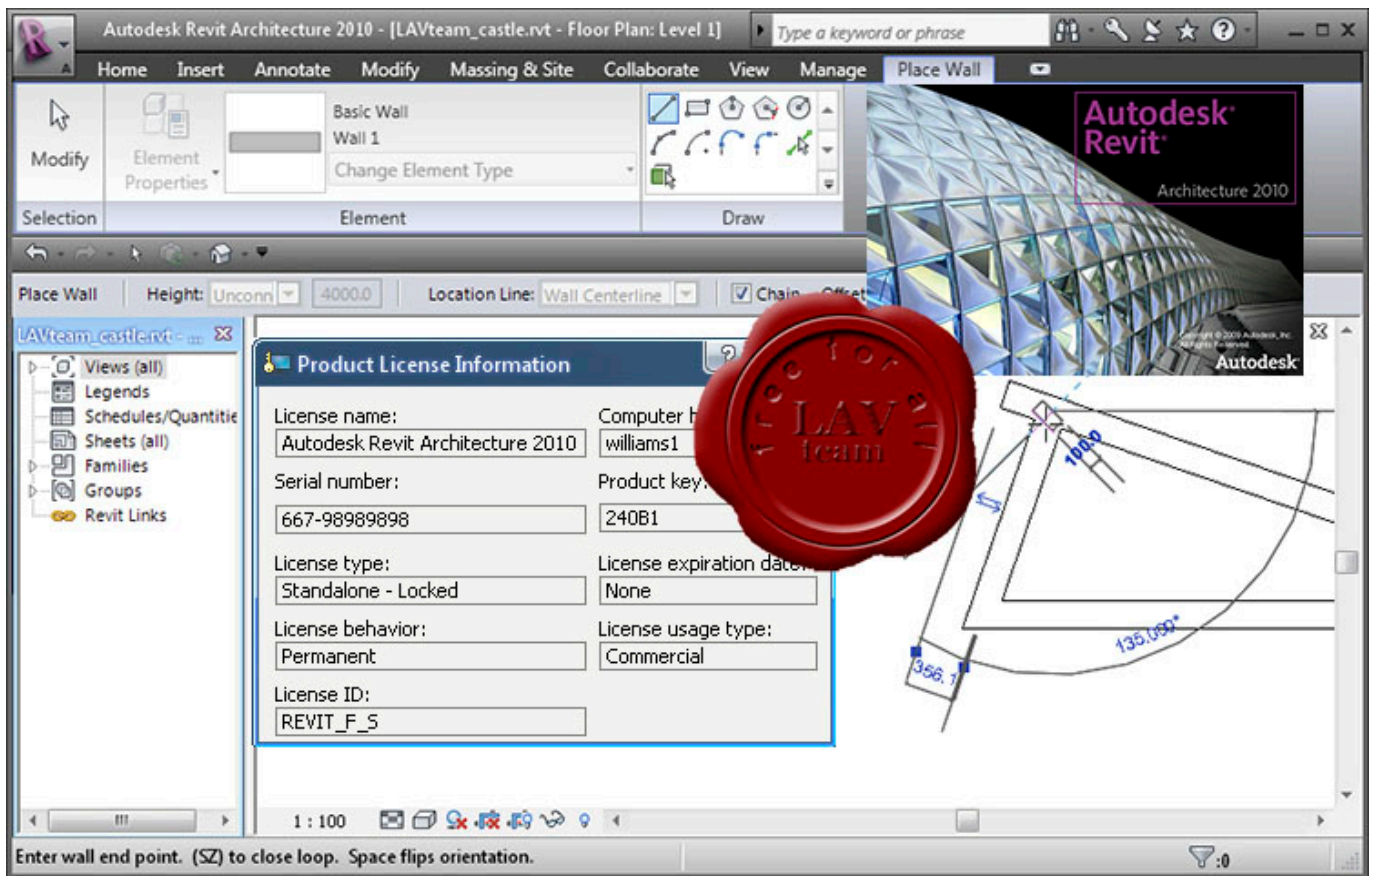 Autodesk Revit Architecture 2010 - [LAVteam_castle.rvt - Floor Plan: Level 1]
Type a keyword or phrase
Home Insert Annotate Modify Massing & Site Collaborate View Manage Place Wall
Modify
Element
Properties
Basic Wall
Wall 1
Change Element Type
Selection
Element
Draw
Autodesk
Revit
Architecture 2010
Autodesk
Place Wall
Height: Unconn 4000.0
Location Line: Wall Centerline
Chain
LAVteam_castle.rvt - ...
Views (all)
Legends
Schedules/Quantitie
Sheets (all)
Families
Groups
Revit Links
Product License Information
License name:
Autodesk Revit Architecture 2010
Computer h
williams1
Serial number:
667-98989898
Product key:
240B1
License type:
Standalone - Locked
License expiration date:
None
License behavior:
Permanent
License usage type:
Commercial
License ID:
REVIT_F_S
free for all
LAV
team
100.0
135.000°
356.1
1 : 100
Enter wall end point. (SZ) to close loop. Space flips orientation.
:0